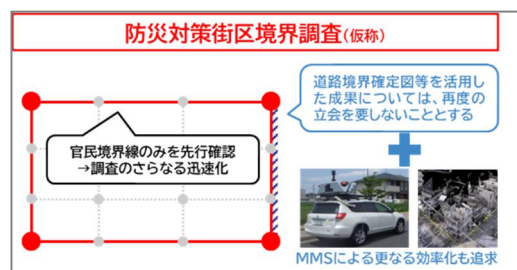 防災対策街区境界調査(仮称)
道路境界確定図等を活用し
た成果については、再度の
立会を要しないこととする
官民境界線のみを先行確認
→調査のさらなる迅速化
MMSによる更なる効率化も追求